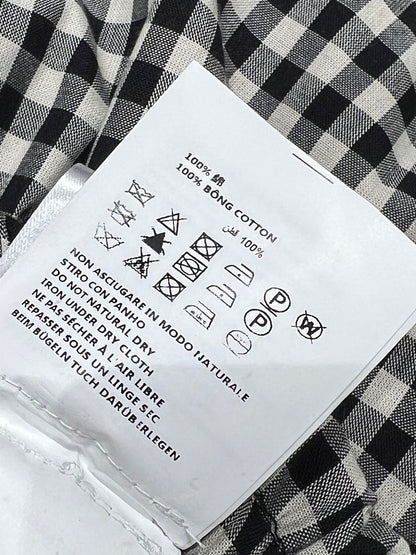 100% 綿
100% BÔNG COTTON
100% قطن
P W
P
NON ASCIUGARE IN MODO NATURALE
STIRO CON PANHO
DO NOT NATURAL DRY
IRON UNDER DRY CLOTH
NE PAS SÉCHER À L'AIR LIBRE
REPASSER SOUS UN LINGE SEC
BEIM BÜGELN TUCH DARÜBERLEGEN